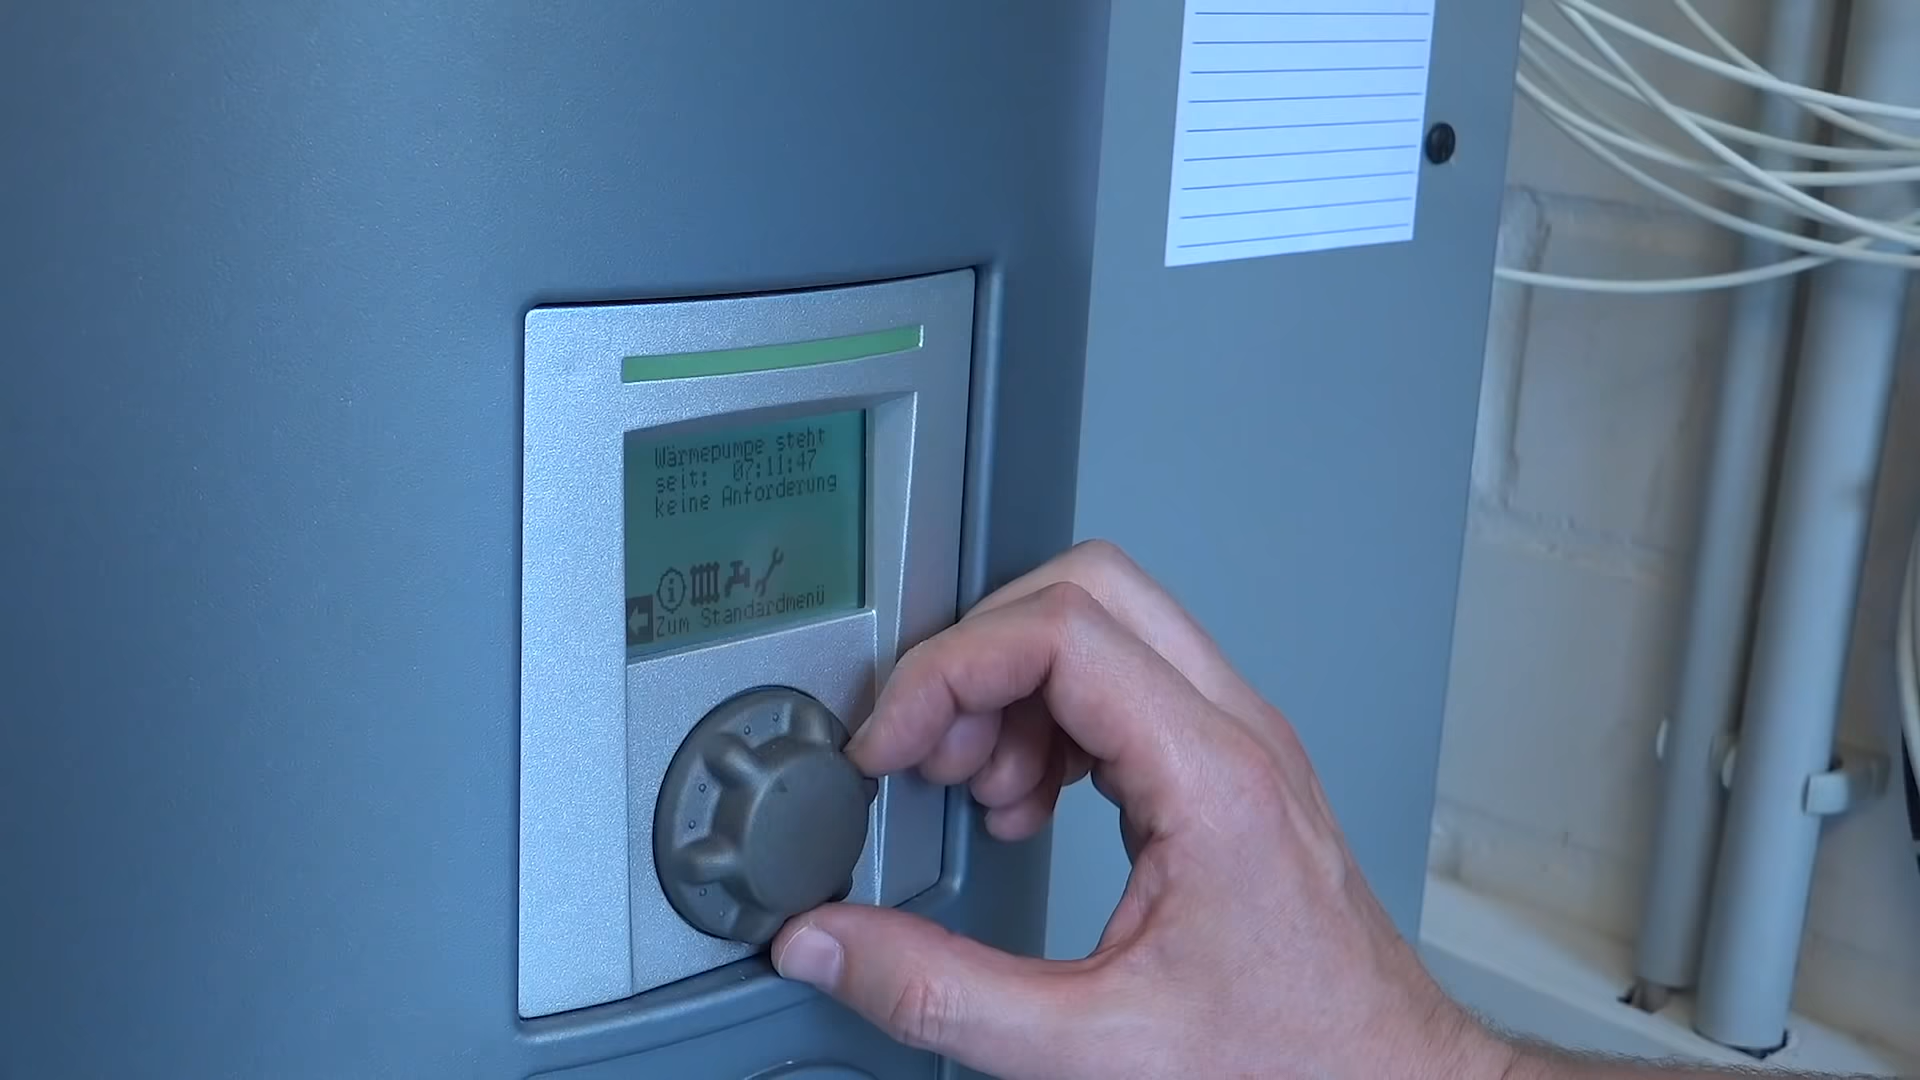 Wärmepumpe steht
seit: 07:11:47
keine Anforderung
Zum Standardmenü